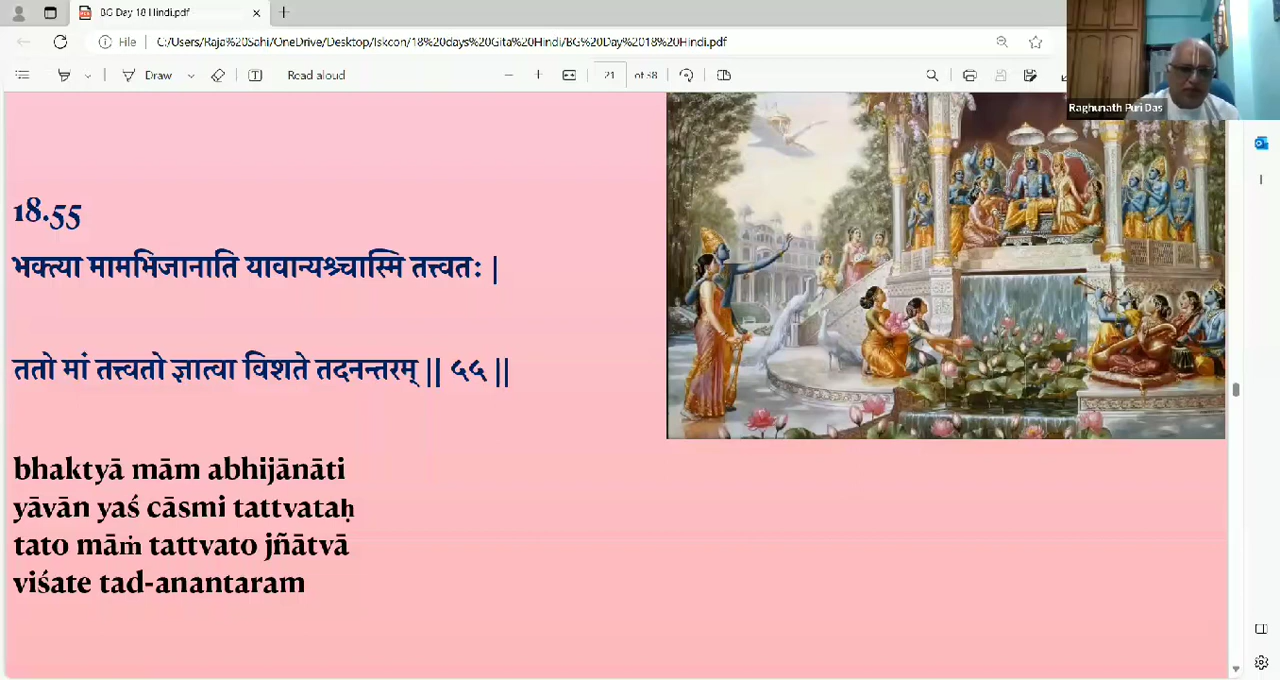 BG Day 18 Hindi.pdf
File
C:/Users/Raja%20Sahi/OneDrive/Desktop/Iskcon/18%20days%20Gita%20Hindi/BG%20Day%2018%20Hindi.pdf
Draw
Read aloud
21 of 38
Raghunath Puri Das
18.55
भक्त्या मामभिजानाति यावान्यश्चास्मि तत्त्वतः |
ततो मां तत्त्वतो ज्ञात्वा विशते तदनन्तरम् || ५५ ||
bhaktyā mām abhijānāti
yāvān yaś cāsmi tattvataḥ
tato māṁ tattvato jñātvā
viśate tad-anantaram